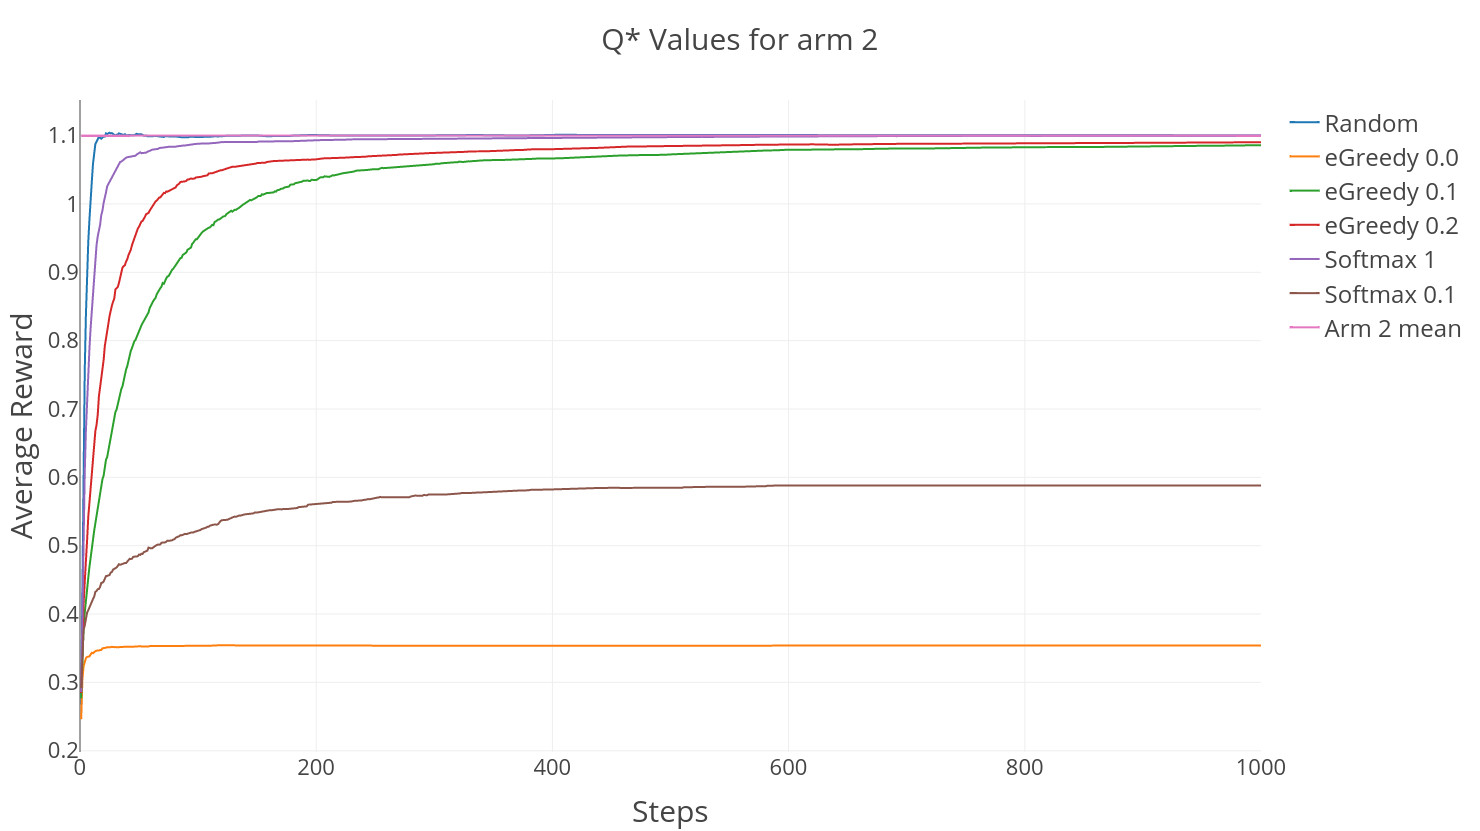 Q* Values for arm 2
Average Reward
1.1
1
0.9
0.8
0.7
0.6
0.5
0.4
0.3
0.2
0
200
400
600
800
1000
Steps
Random
eGreedy 0.0
eGreedy 0.1
eGreedy 0.2
Softmax 1
Softmax 0.1
Arm 2 mean